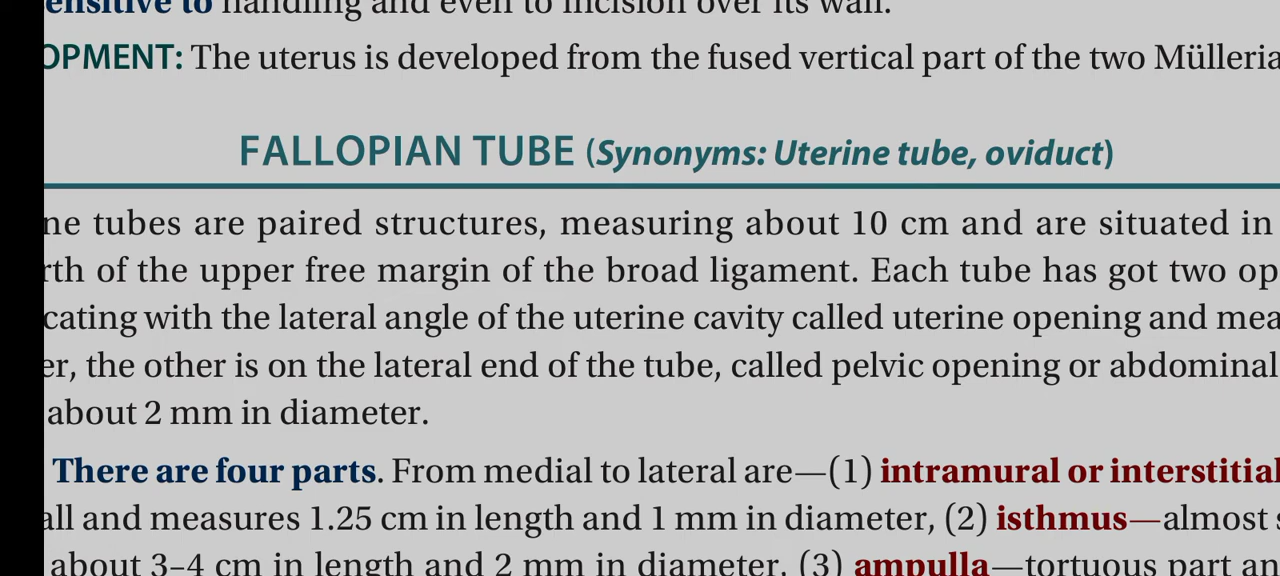 ensitive to handling and even to incision over its wall.
OPMENT: The uterus is developed from the fused vertical part of the two Mülleria
FALLOPIAN TUBE (Synonyms: Uterine tube, oviduct)
ne tubes are paired structures, measuring about 10 cm and are situated in
rth of the upper free margin of the broad ligament. Each tube has got two op
cating with the lateral angle of the uterine cavity called uterine opening and mea
er, the other is on the lateral end of the tube, called pelvic opening or abdominal
about 2 mm in diameter.
There are four parts. From medial to lateral are—(1) intramural or interstitial
all and measures 1.25 cm in length and 1 mm in diameter, (2) isthmus—almost s
about 3–4 cm in length and 2 mm in diameter, (3) ampulla—tortuous part an